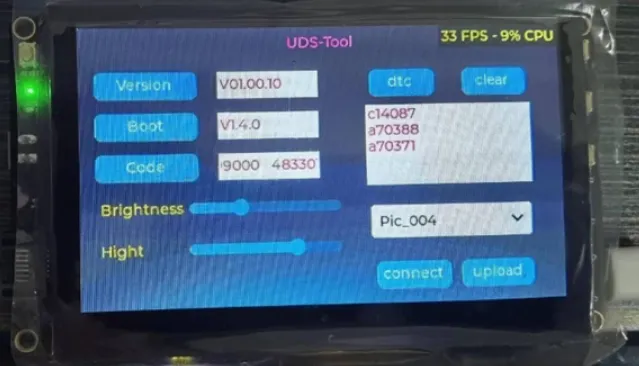 UDS-Tool
33 FPS - 9% CPU
Version
V01.00.10
dtc
clear
Boot
V1.4.0
c14087
a70388
a70371
Code
9000 48330
Brightness
Pic_004
Hight
connect
upload